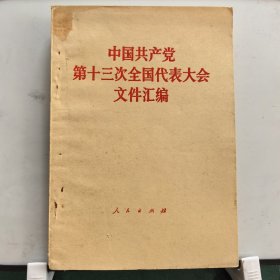 中国共产党
第十三次全国代表大会
文件汇编
人民出版社